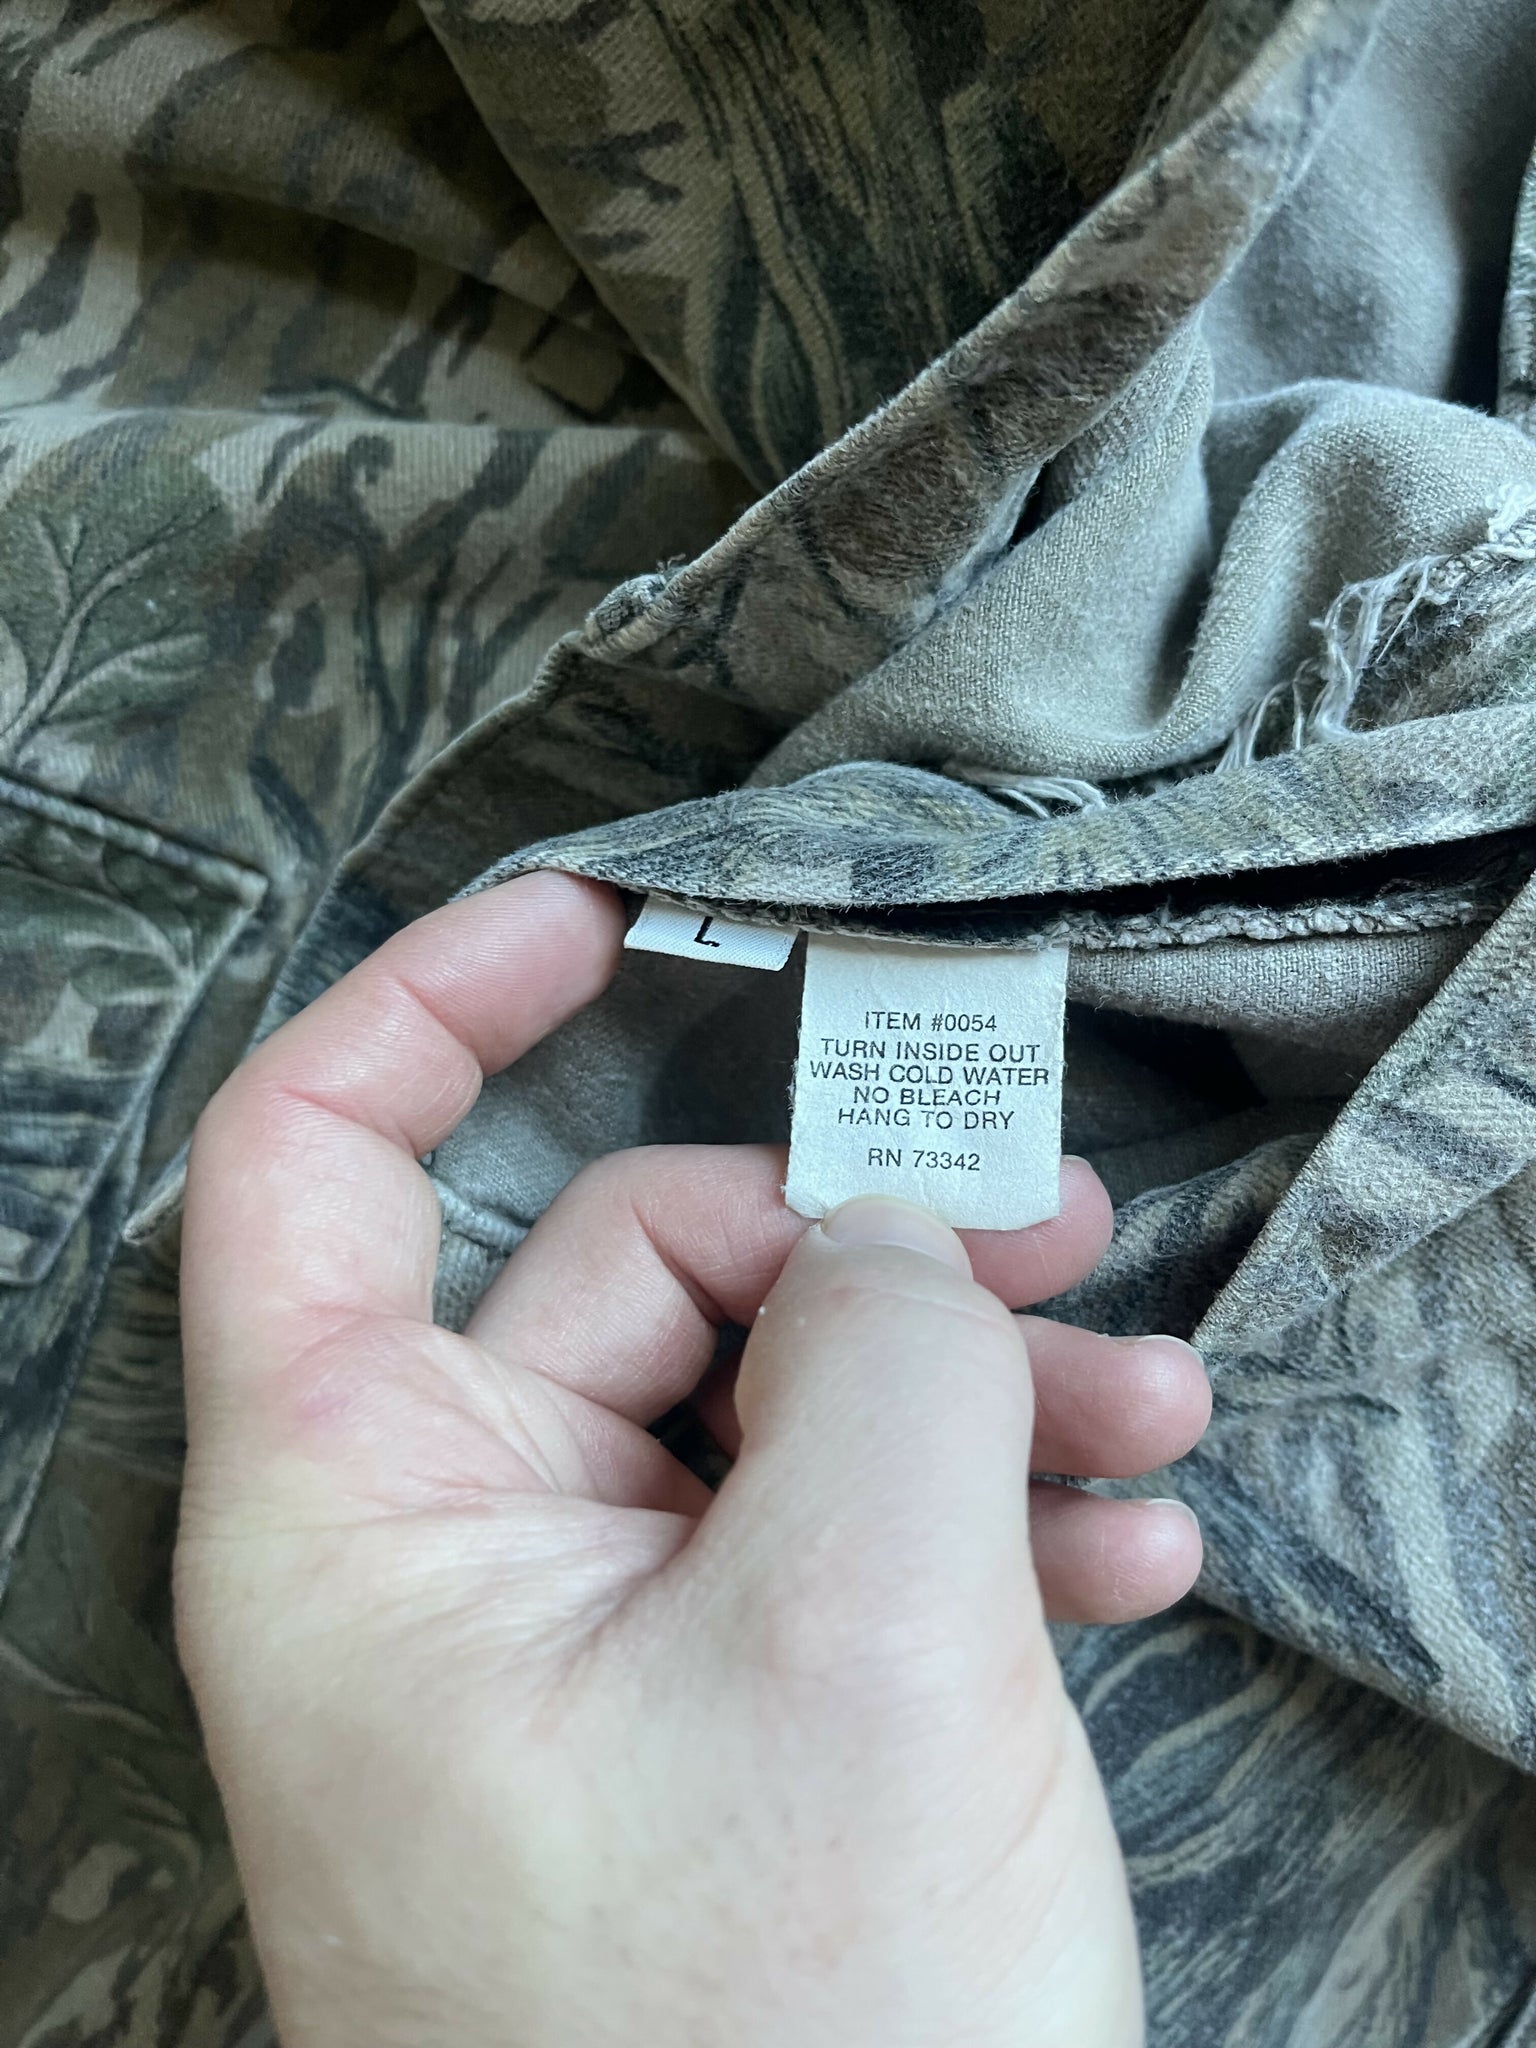 L
ITEM #0054
TURN INSIDE OUT
WASH COLD WATER
NO BLEACH
HANG TO DRY
RN 73342